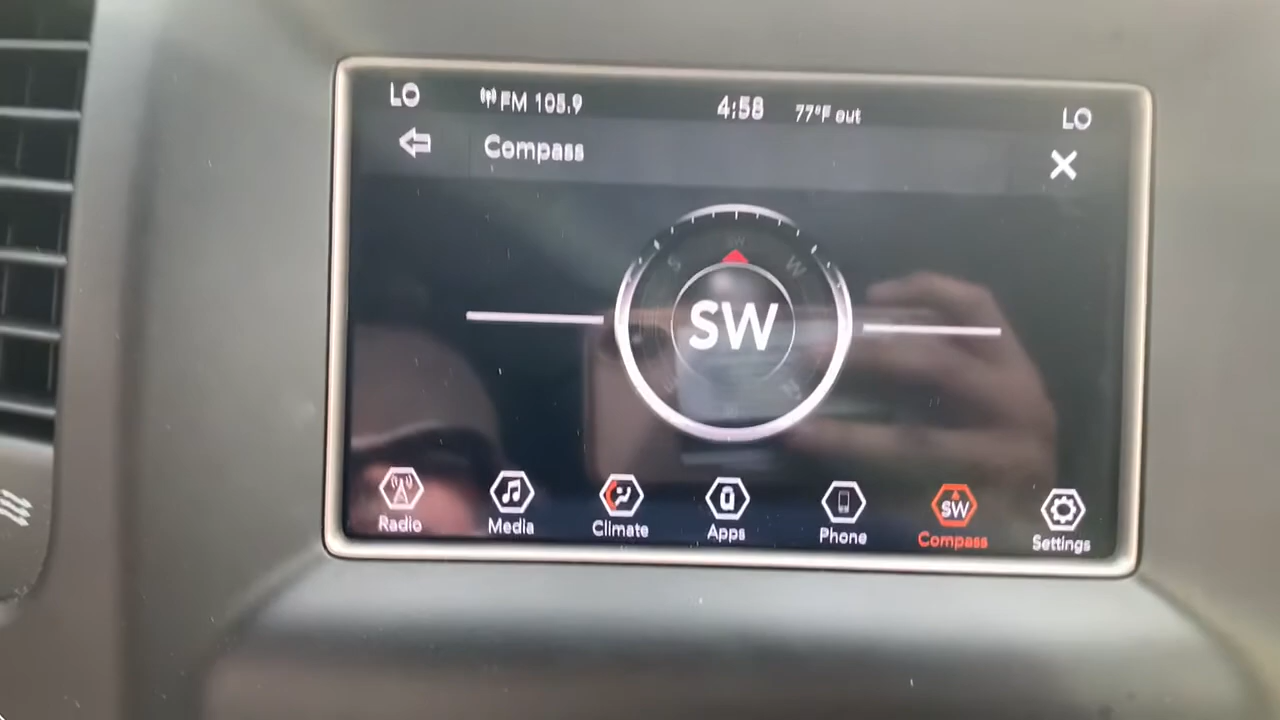 LO FM 105.9 4:58 77°F out LO
Compass
SW
S W
SW
SW
Radio Media Climate Apps Phone Compass Settings